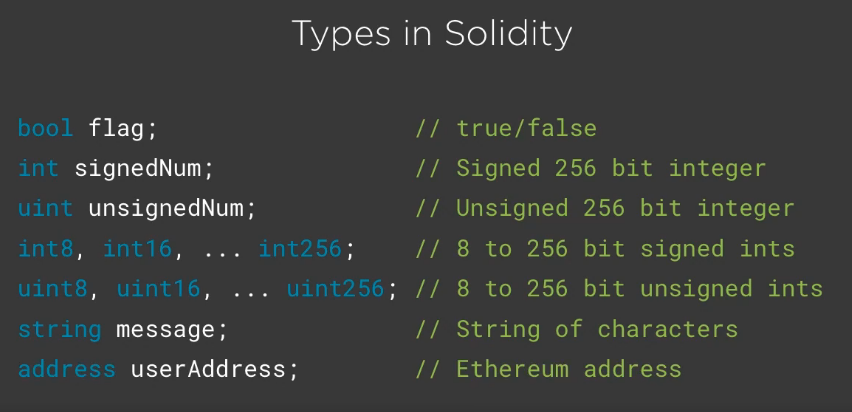 Types in Solidity
bool flag; // true/false
int signedNum; // Signed 256 bit integer
uint unsignedNum; // Unsigned 256 bit integer
int8, int16, ... int256; // 8 to 256 bit signed ints
uint8, uint16, ... uint256; // 8 to 256 bit unsigned ints
string message; // String of characters
address userAddress; // Ethereum address